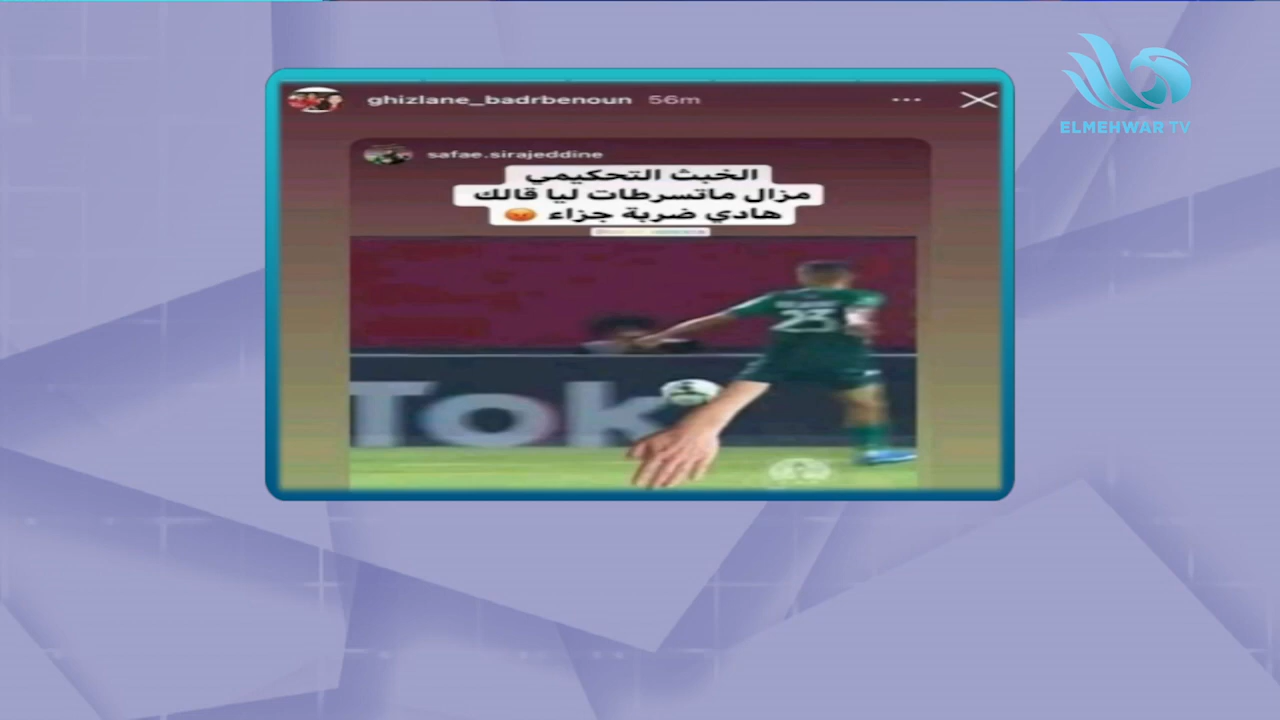 ELMEHWAR TV
ghizlane_badrbenoun 56m
safae.sirajeddine
الخبث التحكيمي
مزال ماتسرطات ليا قالك
هادي ضربة جزاء
23
Tok